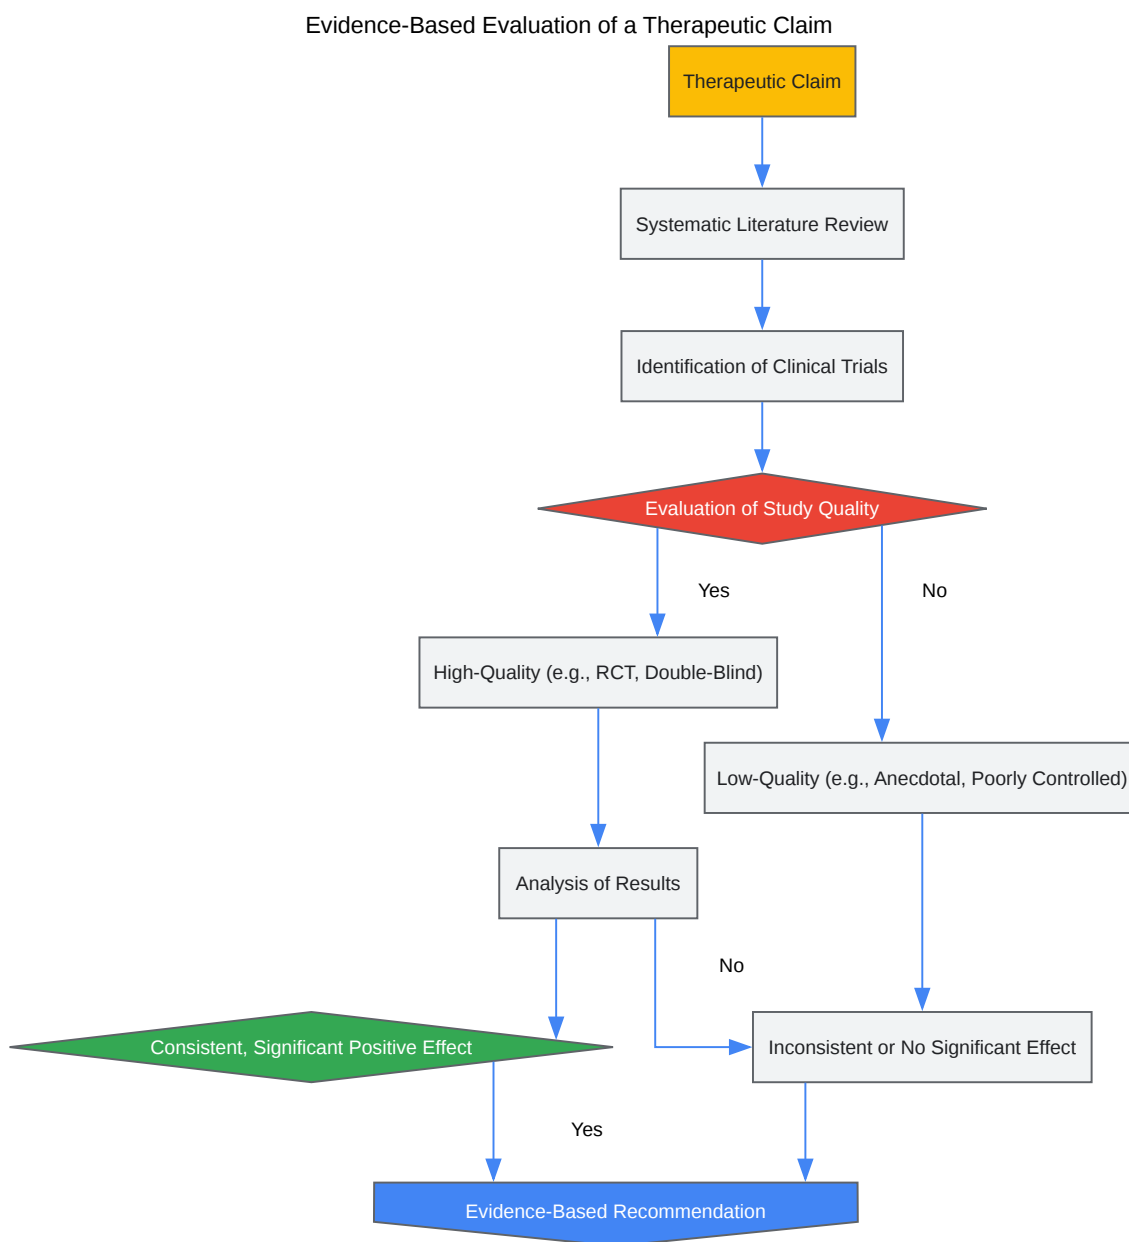 Evidence-Based Evaluation of a Therapeutic Claim
Therapeutic Claim
Systematic Literature Review
Identification of Clinical Trials
Evaluation of Study Quality
Yes
No
High-Quality (e.g., RCT, Double-Blind)
Low-Quality (e.g., Anecdotal, Poorly Controlled)
Analysis of Results
No
Consistent, Significant Positive Effect
Inconsistent or No Significant Effect
Yes
Evidence-Based Recommendation